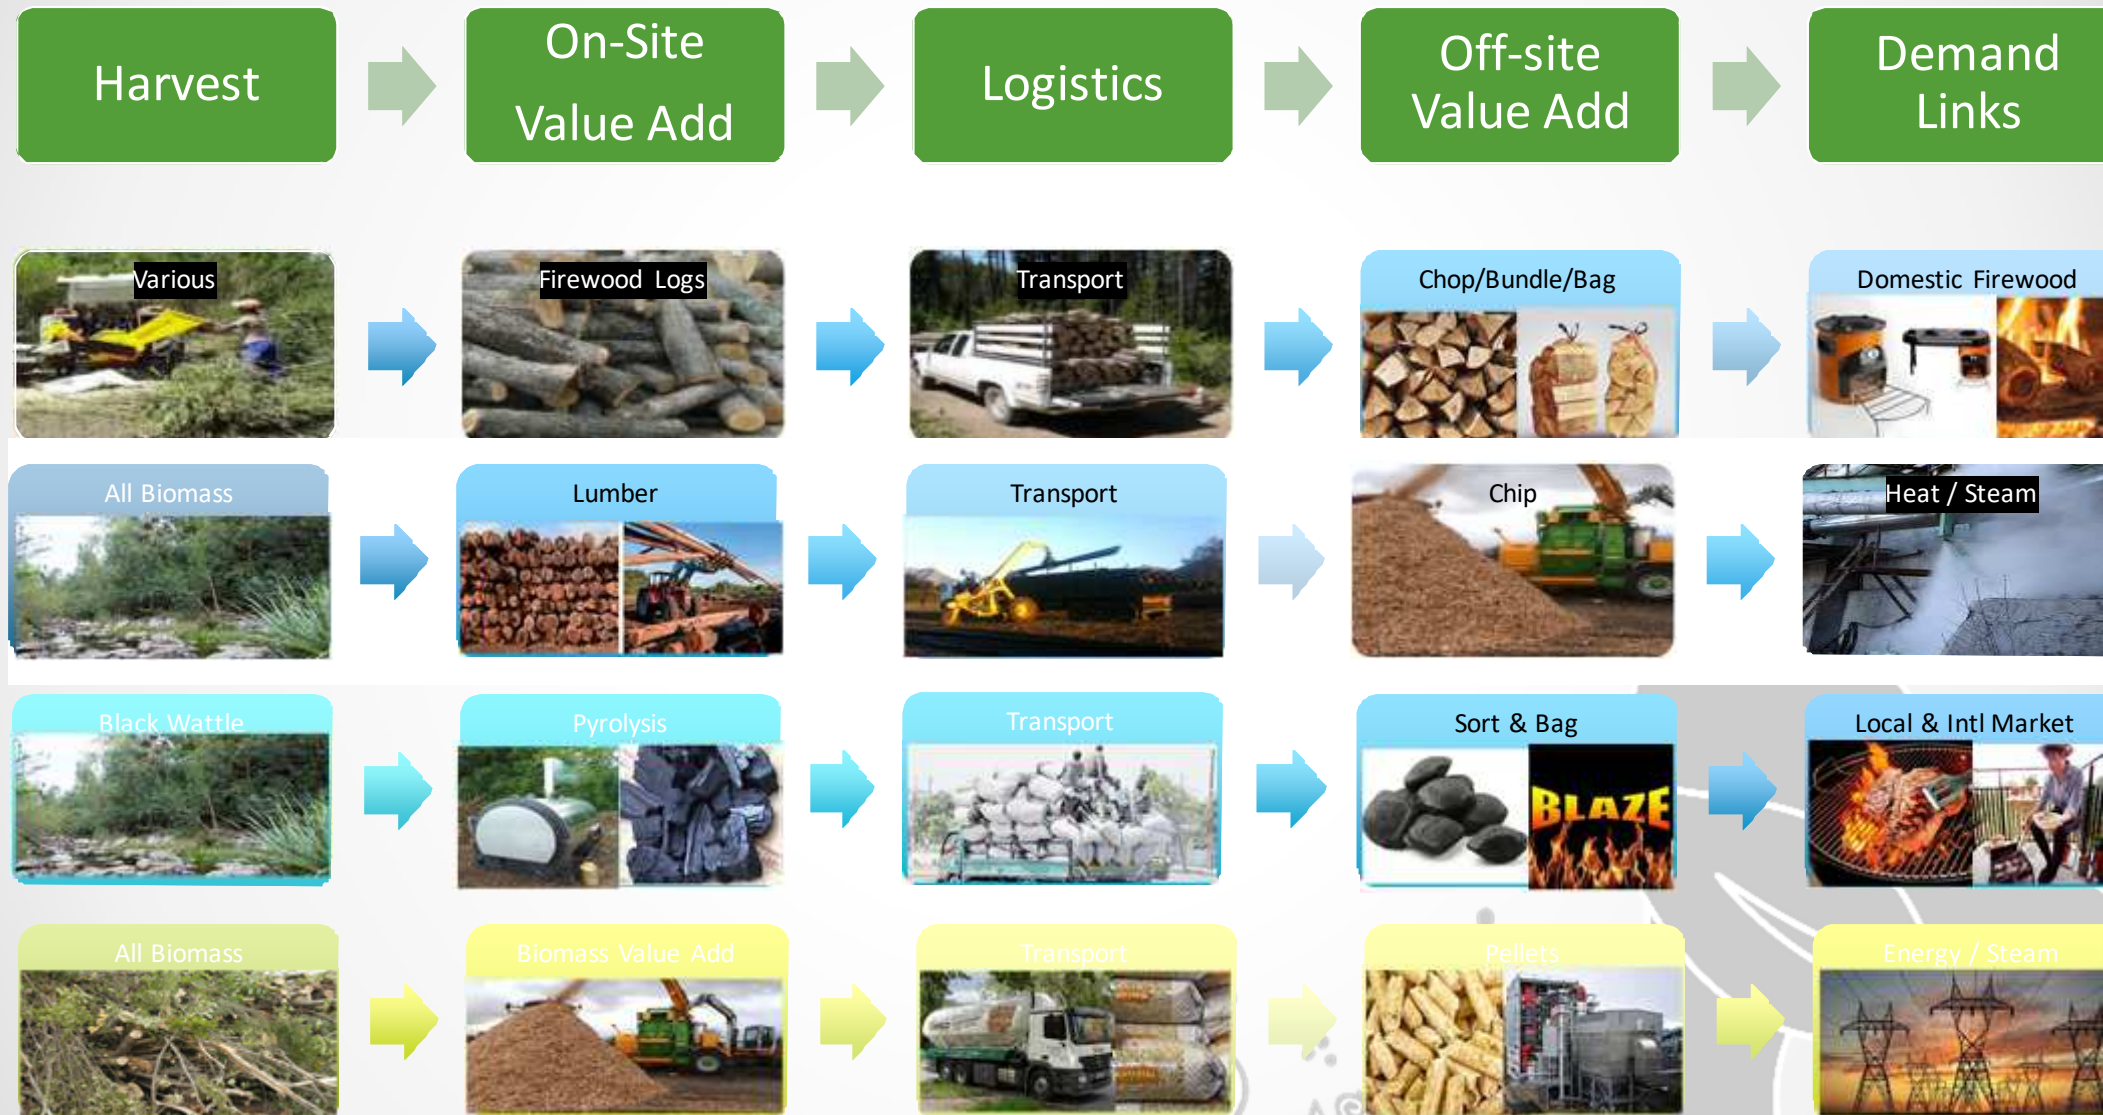 Harvest
On-Site
Value Add
Logistics
Off-site
Value Add
Demand
Links
Various
Firewood Logs
Transport
Chop/Bundle/Bag
Domestic Firewood
All Biomass
Lumber
Transport
Chip
Heat / Steam
Black Wattle
Pyrolysis
Transport
Sort & Bag
BLAZE
Local & Intl Market
All Biomass
Biomass Value Add
Transport
Pellets
Energy / Steam